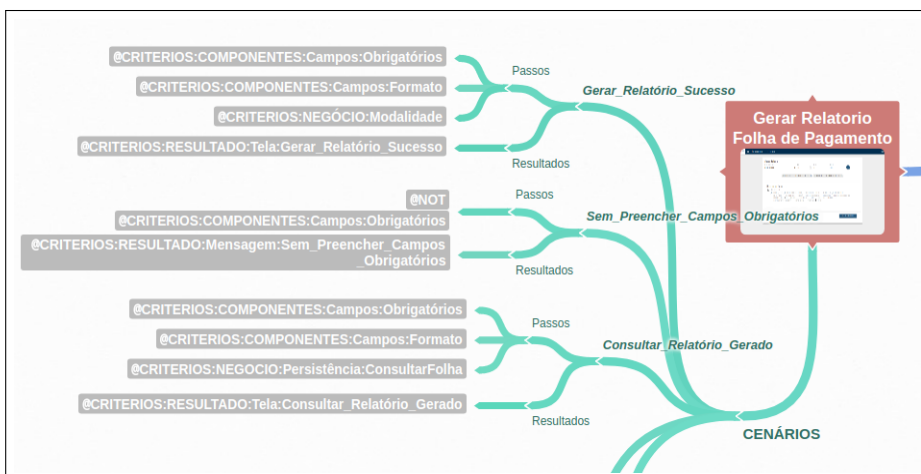 @CRITERIOS:COMPONENTES:Campos:Obrigatórios
Passos
@CRITERIOS:COMPONENTES:Campos:Formato
Gerar_Relatório_Sucesso
@CRITERIOS:NEGÓCIO:Modalidade
@CRITERIOS:RESULTADO:Tela:Gerar_Relatório_Sucesso
Resultados
Gerar Relatorio
Folha de Pagamento
@NOT
Passos
@CRITERIOS:COMPONENTES:Campos:Obrigatórios
Sem_Preencher_Campos_Obrigatórios
@CRITERIOS:RESULTADO:Mensagem:Sem_Preencher_Campos
_Obrigatórios
Resultados
@CRITERIOS:COMPONENTES:Campos:Obrigatórios
Passos
@CRITERIOS:COMPONENTES:Campos:Formato
Consultar_Relatório_Gerado
@CRITERIOS:NEGOCIO:Persistência:ConsultarFolha
@CRITERIOS:RESULTADO:Tela:Consultar_Relatório_Gerado
Resultados
CENÁRIOS